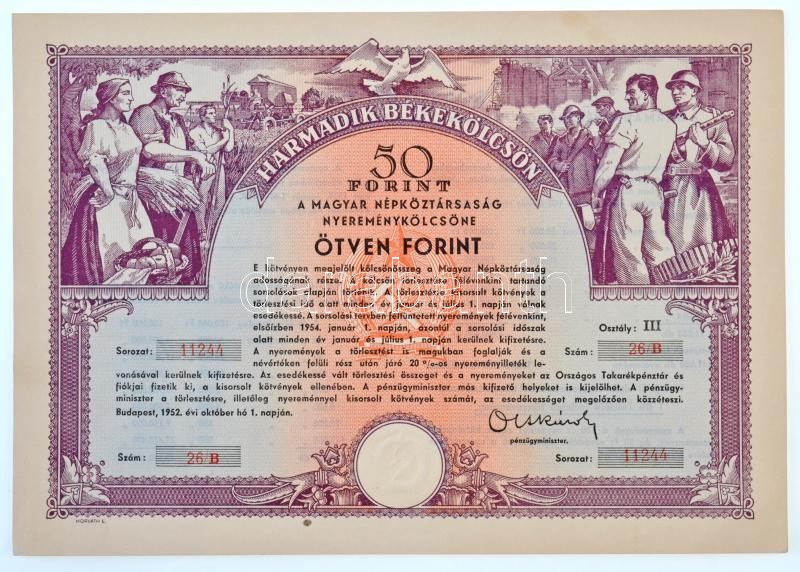 HARMADIK BÉKEKÖLCSÖN
50
FORINT
A MAGYAR NÉPKÖZTÁRSASÁG
NYEREMÉNYKÖLCSÖNE
ÖTVEN FORINT
E kötvényen megjelölt kölcsönösszeg a Magyar Népköztársaság
adósságának része. A kölcsön törlesztése félévenkint tartandó
sorsolások alapján történik. A törlesztésre kisorsolt kötvények a
törlesztési idő alatt minden év január és július 1. napján válnak
esedékessé. A sorsolási tervben feltüntetett nyeremények félévenkint,
elsőízben 1954. január 1. napján, azontúl a sorsolási időszak
alatt minden év január és július 1. napján kerülnek kifizetésre.
A nyeremények a törlesztést is magukban foglalják és a
névértéken felüli rész után járó 20%-os nyereményilleték le-
vonásával kerülnek kifizetésre. Az esedékessé vált törlesztési összeget és a nyereményeket az Országos Takarékpénztár és
fiókjai fizetik ki, a kisorsolt kötvények ellenében. A pénzügyminiszter más kifizető helyeket is kijelölhet. A pénzügy-
miniszter a törlesztésre, illetőleg nyereménnyel kisorsolt kötvények számát, az esedékességet megelőzően közzéteszi.
Budapest, 1952. évi október hó 1. napján.
Osztály: III
Sorozat: 11244
Szám: 26/B
pénzügyminiszter.
Szám: 26/B
Sorozat: 11244
HORVÁTH E.
darabanth